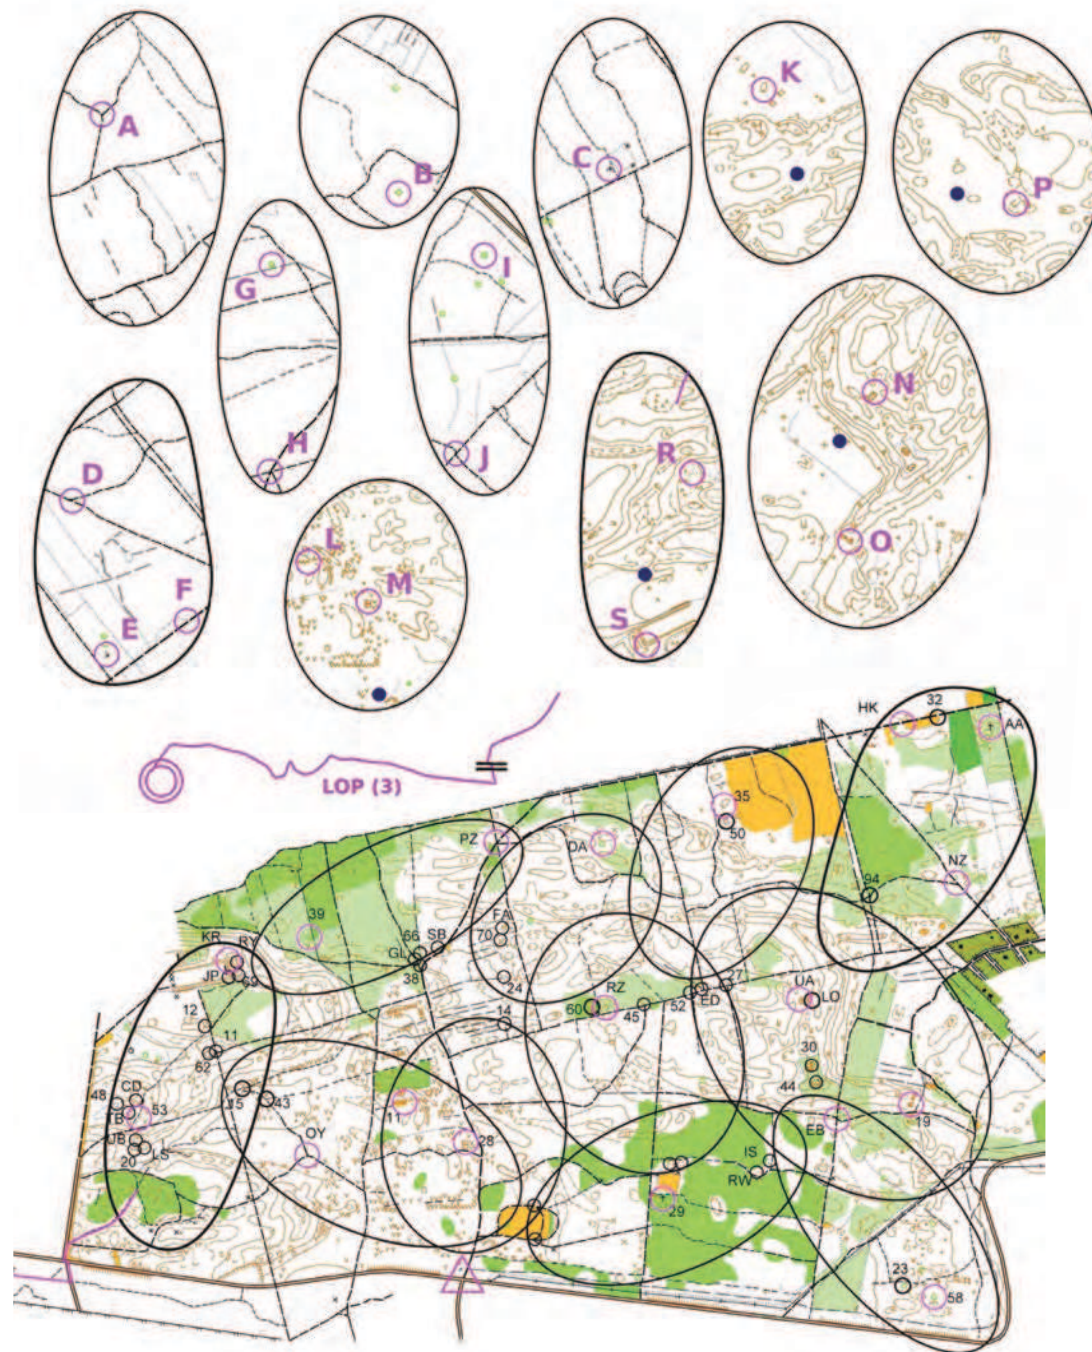 A
B
C
K
P
G
I
N
H
J
D
R
O
L
M
F
E
S
LOP (3)
HK
32
AA
35
50
PZ
DA
NZ
94
39
FA
70
66
SB
GL
38
KR
RY
JP
69
24
27
ED
52
RZ
60
45
UA
LO
12
14
11
62
30
44
15
43
48
CD
53
TB
11
EB
19
UB
20
LS
OY
28
IS
RW
29
23
58